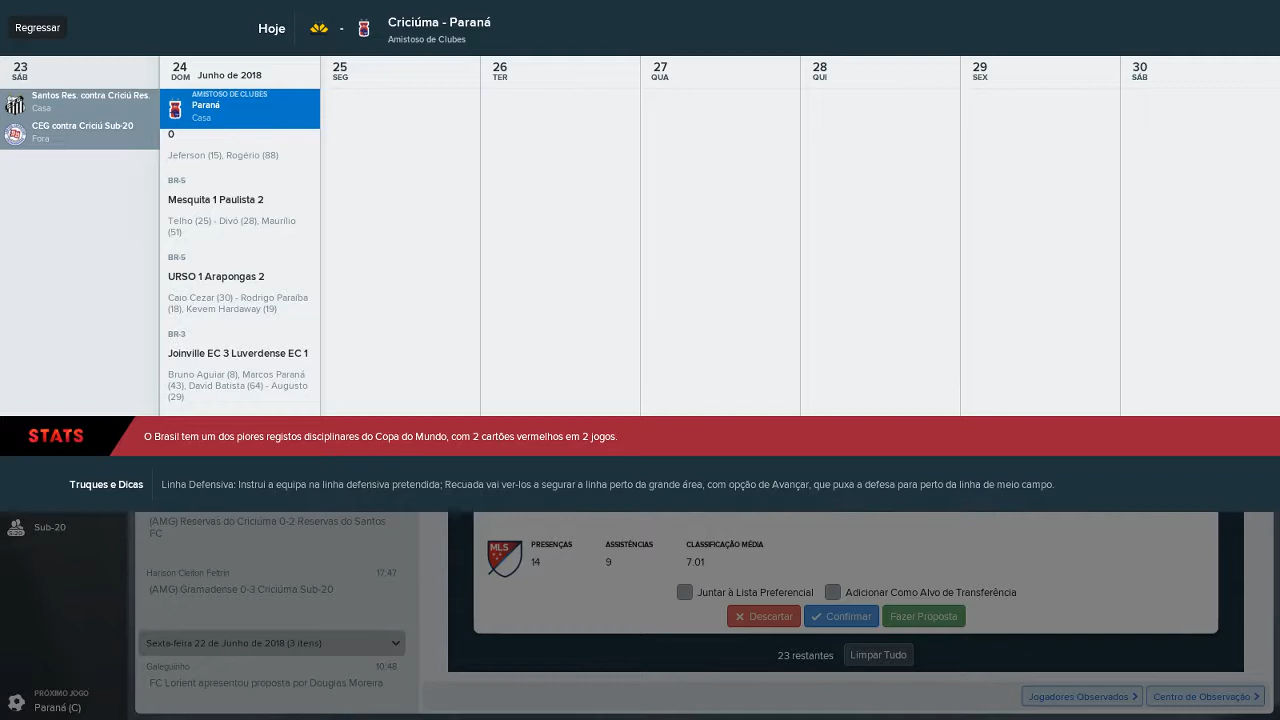 Regressar
Hoje
-
Criciúma - Paraná
Amistoso de Clubes
23
SÁB
24
DOM
Junho de 2018
25
SEG
26
TER
27
QUA
28
QUI
29
SEX
30
SÁB
Santos Res. contra Criciú Res.
Casa
CEG contra Criciú Sub-20
Fora
AMISTOSO DE CLUBES
Paraná
Casa
0
Jeferson (15), Rogério (88)
BR-5
Mesquita 1 Paulista 2
Telho (25) - Divó (28), Maurílio
(51)
BR-5
URSO 1 Arapongas 2
Caio Cezar (30) - Rodrigo Paraíba
(18), Kevem Hardaway (19)
BR-3
Joinville EC 3 Luverdense EC 1
Bruno Aguiar (8), Marcos Paraná
(43), David Batista (64) - Augusto
(29)
STATS
O Brasil tem um dos piores registos disciplinares do Copa do Mundo, com 2 cartões vermelhos em 2 jogos.
Truques e Dicas
Linha Defensiva: Instrui a equipa na linha defensiva pretendida; Recuada vai ver-los a segurar a linha perto da grande área, com opção de Avançar, que puxa a defesa para perto da linha de meio campo.
Sub-20
(AMG) Reservas do Criciúma 0-2 Reservas do Santos
FC
Harison Cleiton Feltrin
17:47
(AMG) Gramadense 0-3 Criciúma Sub-20
Sexta-feira 22 de Junho de 2018 (3 itens)
Galeguinho
10:48
FC Lorient apresentou proposta por Douglas Moreira
PRÓXIMO JOGO
Paraná (C)
MLS
PRESENÇAS
14
ASSISTÊNCIAS
9
CLASSIFICAÇÃO MÉDIA
7.01
Juntar à Lista Preferencial
Adicionar Como Alvo de Transferência
Descartar
Confirmar
Fazer Proposta
23 restantes
Limpar Tudo
Jogadores Observados
Centro de Observação